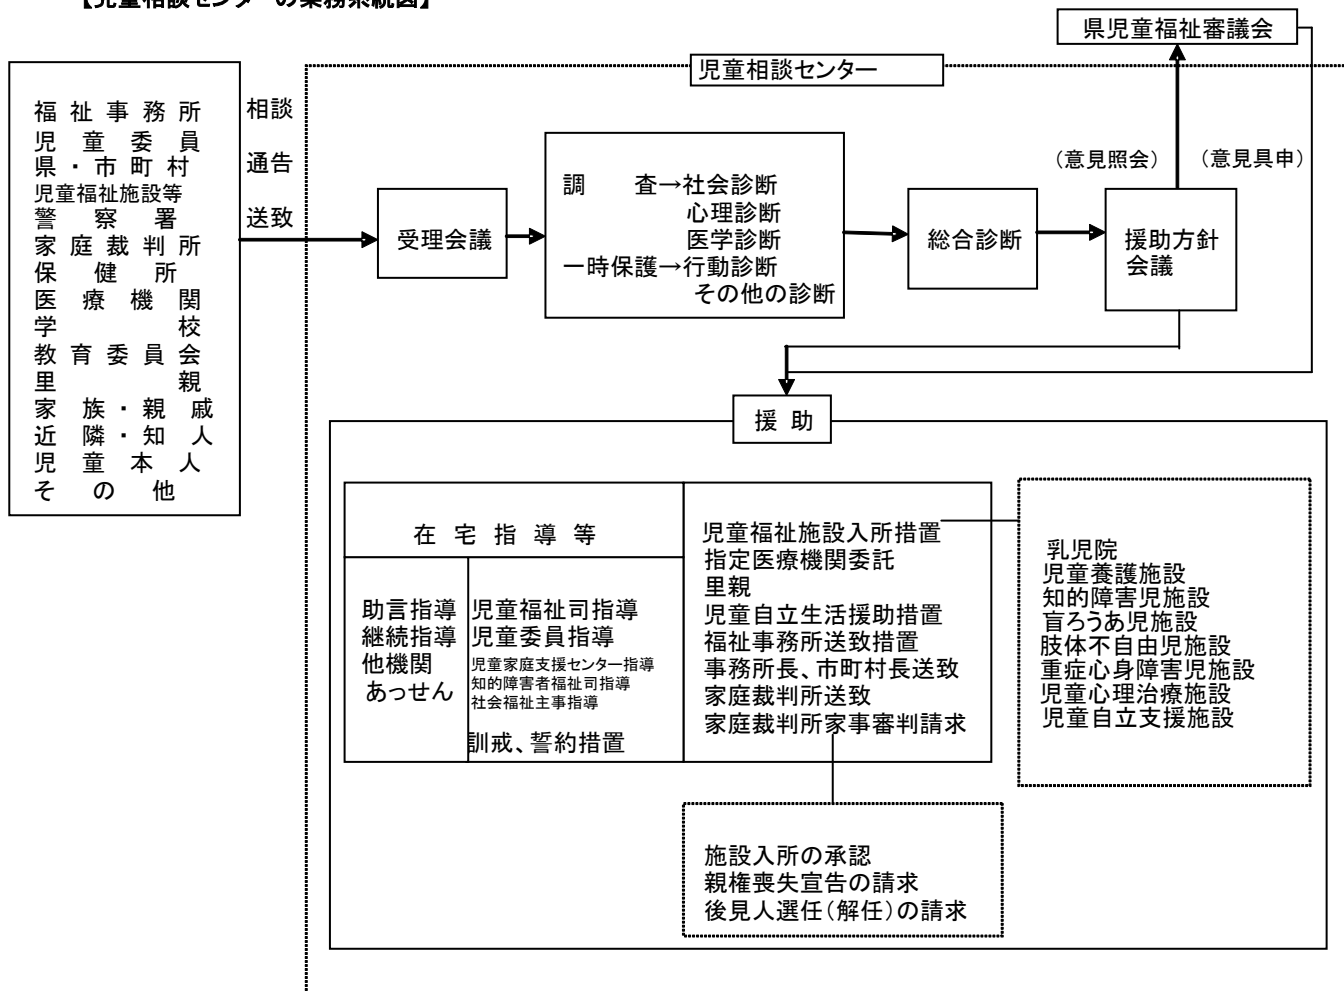 【児童相談センターの業務系統図】
県児童福祉審議会
児童相談センター
福祉事務所
児童委員
県・市町村
児童福祉施設等
警察署
家庭裁判所
保健所
医療機関
学校
教育委員会
里親
家族・親戚
近隣・知人
児童本人
その他
相談
通告
送致
受理会議
調　査→社会診断
心理診断
医学診断
一時保護→行動診断
その他の診断
総合診断
(意見照会)
(意見具申)
援助方針
会議
援助
在宅指導等
助言指導
継続指導
他機関
あっせん
児童福祉司指導
児童委員指導
児童家庭支援センター指導
知的障害者福祉司指導
社会福祉主事指導
訓戒、誓約措置
児童福祉施設入所措置
指定医療機関委託
里親
児童自立生活援助措置
福祉事務所送致措置
事務所長、市町村長送致
家庭裁判所送致
家庭裁判所家事審判請求
乳児院
児童養護施設
知的障害児施設
盲ろうあ児施設
肢体不自由児施設
重症心身障害児施設
児童心理治療施設
児童自立支援施設
施設入所の承認
親権喪失宣告の請求
後見人選任(解任)の請求